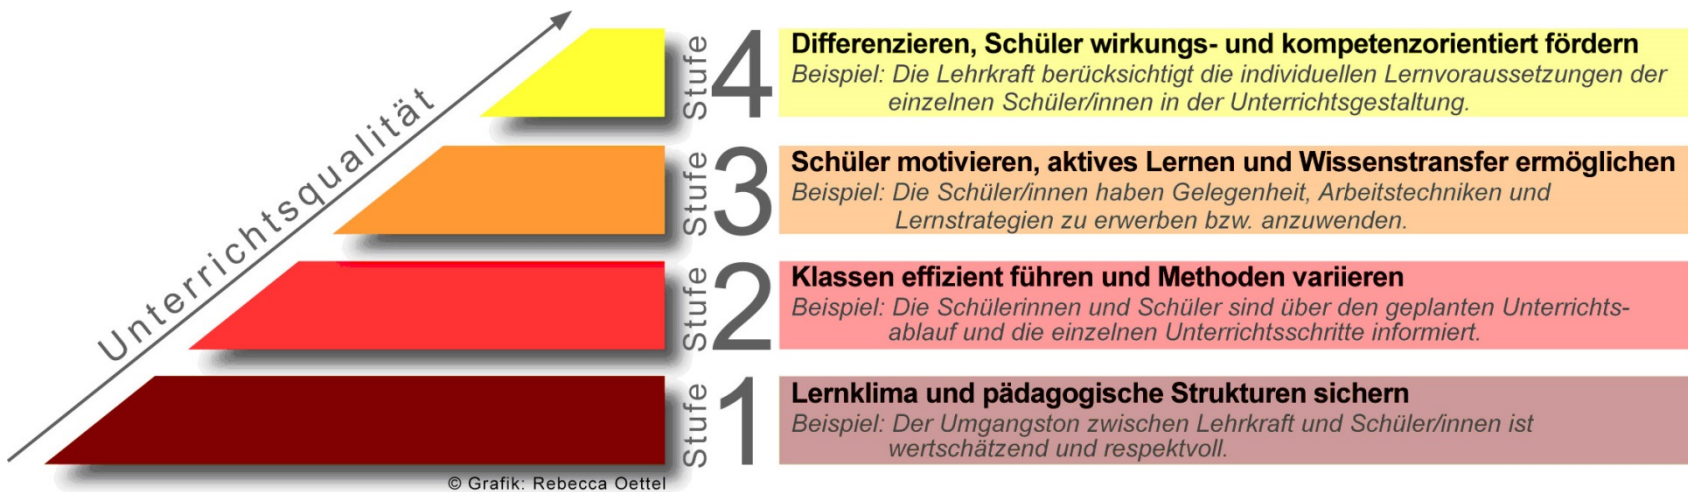 Unterrichtsqualität
Stufe 4
Differenzieren, Schüler wirkungs- und kompetenzorientiert fördern
Beispiel: Die Lehrkraft berücksichtigt die individuellen Lernvoraussetzungen der
einzelnen Schüler/innen in der Unterrichtsgestaltung.
Stufe 3
Schüler motivieren, aktives Lernen und Wissenstransfer ermöglichen
Beispiel: Die Schüler/innen haben Gelegenheit, Arbeitstechniken und
Lernstrategien zu erwerben bzw. anzuwenden.
Stufe 2
Klassen effizient führen und Methoden variieren
Beispiel: Die Schülerinnen und Schüler sind über den geplanten Unterrichts-
ablauf und die einzelnen Unterrichtsschritte informiert.
Stufe 1
Lernklima und pädagogische Strukturen sichern
Beispiel: Der Umgangston zwischen Lehrkraft und Schüler/innen ist
wertschätzend und respektvoll.
© Grafik: Rebecca Oettel